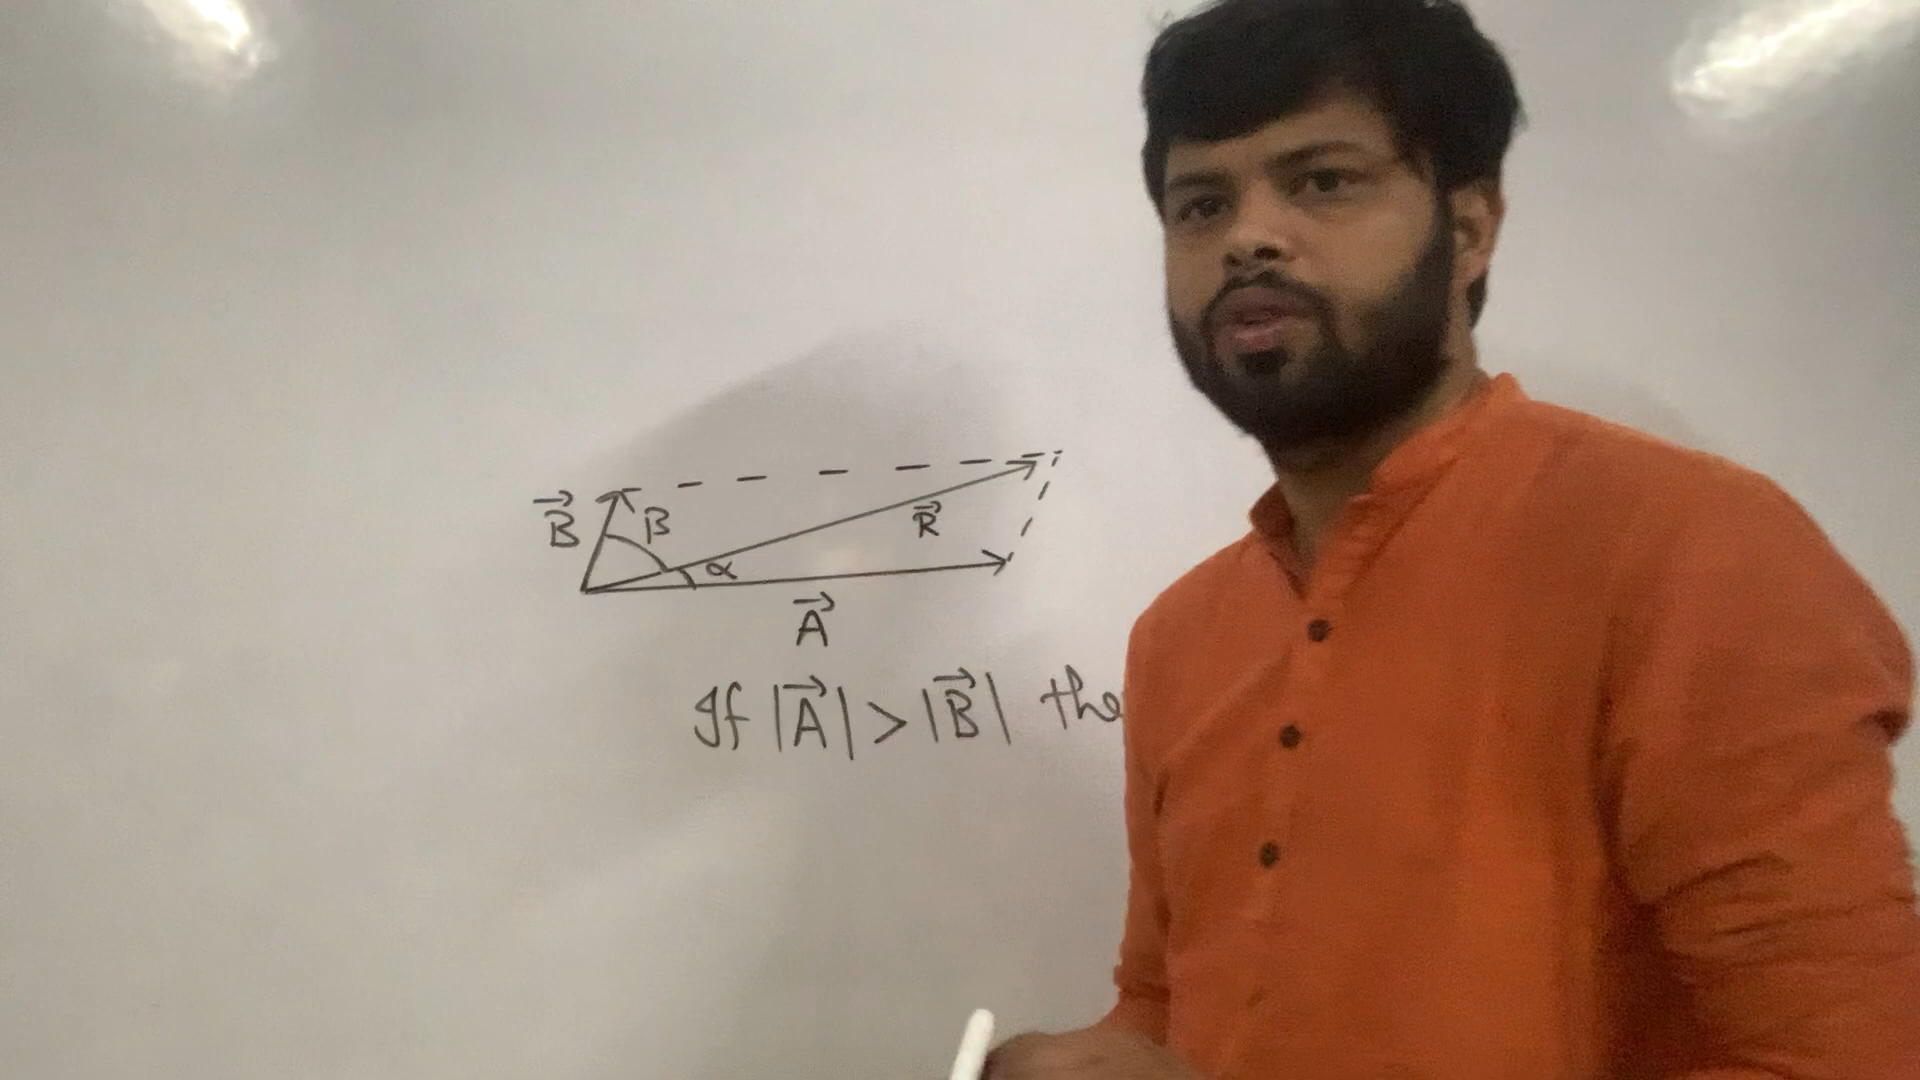 B⃗ β R⃗
α
A⃗
If |A⃗| > |B⃗| the